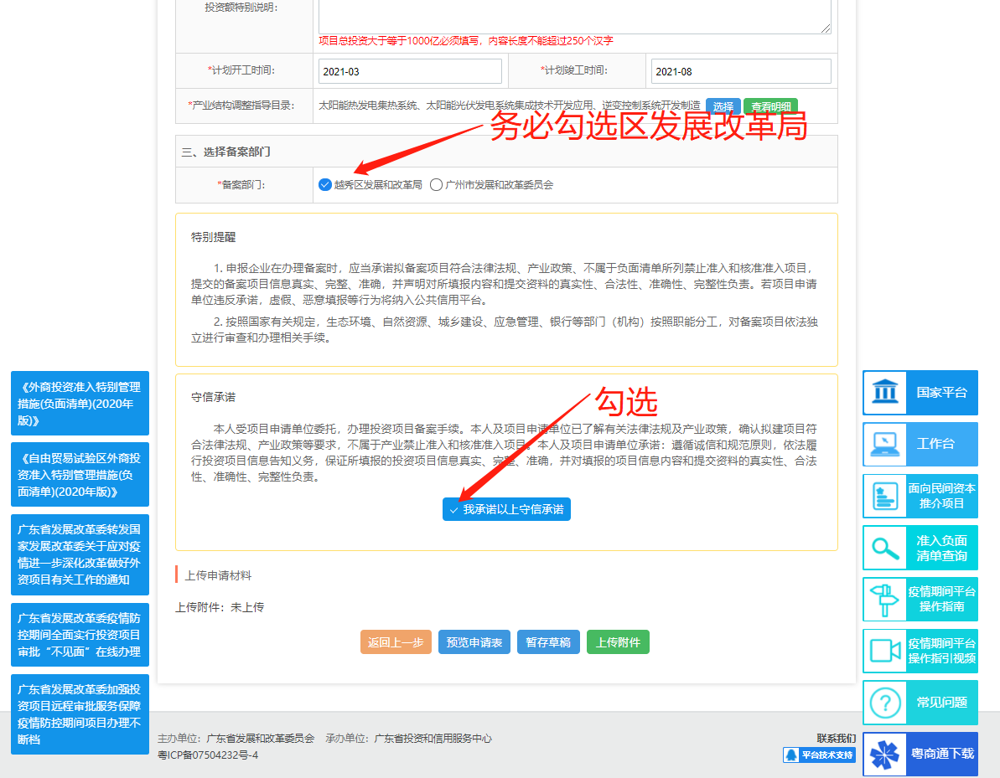 投资额特别说明：
项目总投资大于等于1000亿必须填写，内容长度不能超过250个汉字
*计划开工时间： 2021-03 *计划竣工时间： 2021-08
*产业结构调整指导目录： 太阳能热发电集热系统、太阳能光伏发电系统集成技术开发应用、逆变控制系统开发制造 选择 查看明细
务必勾选区发展改革局
三、选择备案部门
*备案部门： 越秀区发展和改革局 广州市发展和改革委员会
特别提醒
1. 申报企业在办理备案时，应当承诺拟备案项目符合法律法规、产业政策、不属于负面清单所列禁止准入和核准准入项目，
提交的备案项目信息真实、完整、准确，并声明对所填报内容和提交资料的真实性、合法性、准确性、完整性负责。若项目申请
单位违反承诺，虚假、恶意填报等行为将纳入公共信用平台。
2. 按照国家有关规定，生态环境、自然资源、城乡建设、应急管理、银行等部门（机构）按照职能分工，对备案项目依法独
立进行审查和办理相关手续。
守信承诺
勾选
本人受项目申请单位委托，办理投资项目备案手续。本人及项目申请单位已了解有关法律法规及产业政策，确认拟建项目符
合法律法规、产业政策等要求，不属于产业禁止准入和核准准入项目。本人及项目申请单位承诺：遵循诚信和规范原则，依法履
行投资项目信息告知义务，保证所填报的投资项目信息真实、完整、准确，并对填报的项目信息内容和提交资料的真实性、合法
性、准确性、完整性负责。
我承诺以上守信承诺
上传申请材料
上传附件：未上传
返回上一步 预览申请表 暂存草稿 上传附件
《外商投资准入特别管理
措施(负面清单)(2020年
版)》
《自由贸易试验区外商投
资准入特别管理措施(负
面清单)(2020年版)》
广东省发展改革委转发国
家发展改革委关于应对疫
情进一步深化改革做好外
资项目有关工作的通知
广东省发展改革委疫情防
控期间全面实行投资项目
审批“不见面”在线办理
广东省发展改革委加强投
资项目远程审批服务保障
疫情防控期间项目办理不
断档
国家平台
工作台
面向民间资本
推介项目
准入负面
清单查询
疫情期间平台
操作指南
疫情期间平台
操作指引视频
常见问题
粤商通下载
主办单位：广东省发展和改革委员会 承办单位：广东省投资和信用服务中心
粤ICP备07504232号-4
联系我们
平台技术支持